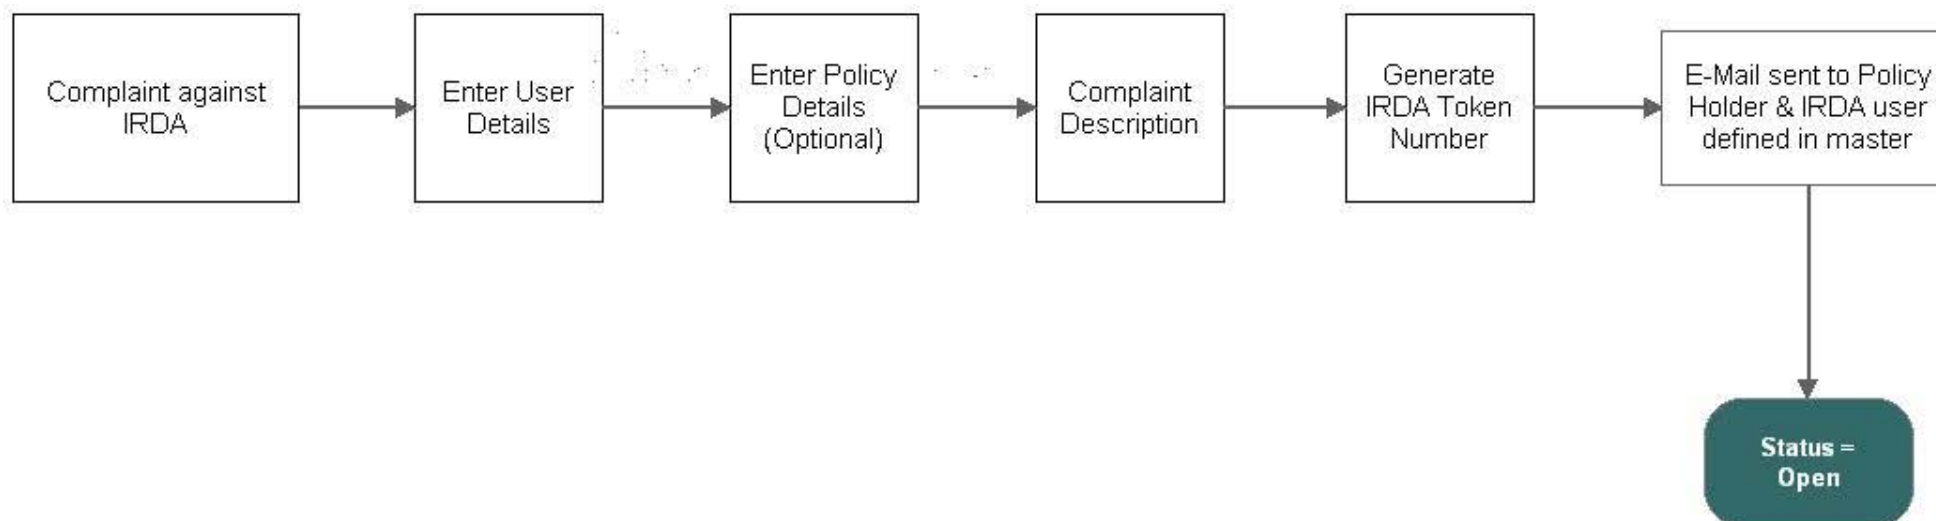 Complaint against
IRDA
Enter User
Details
Enter Policy
Details
(Optional)
Complaint
Description
Generate
IRDA Token
Number
E-Mail sent to Policy
Holder & IRDA user
defined in master
Status =
Open